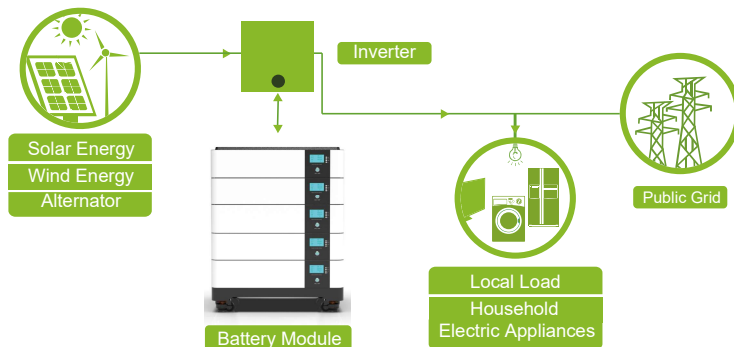 Inverter
Solar Energy
Wind Energy
Alternator
Public Grid
Local Load
Household
Electric Appliances
Battery Module